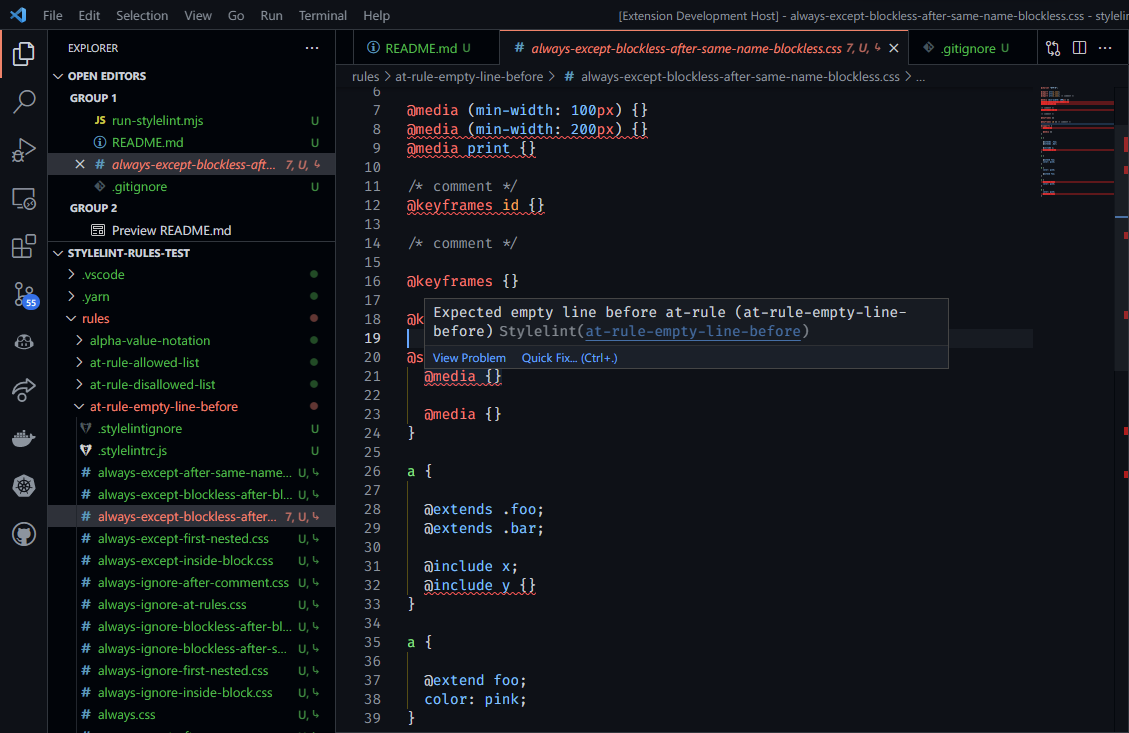 File Edit Selection View Go Run Terminal Help [Extension Development Host] - always-except-blockless-after-same-name-blockless.css - stylelin
EXPLORER
README.md U
# always-except-blockless-after-same-name-blockless.css 7, U,
.gitignore U
OPEN EDITORS
rules > at-rule-empty-line-before > # always-except-blockless-after-same-name-blockless.css > ...
GROUP 1
JS run-stylelint.mjs U
README.md U
# always-except-blockless-aft... 7, U,
.gitignore U
GROUP 2
Preview README.md
STYLELINT-RULES-TEST
.vscode
.yarn
rules
alpha-value-notation
at-rule-allowed-list
at-rule-disallowed-list
at-rule-empty-line-before
.stylelintignore U
.stylelintrc.js U
# always-except-after-same-name... U,
# always-except-blockless-after-bl... U,
# always-except-blockless-after... 7, U,
# always-except-first-nested.css U,
# always-except-inside-block.css U,
# always-ignore-after-comment.css U,
# always-ignore-at-rules.css U,
# always-ignore-blockless-after-bl... U,
# always-ignore-blockless-after-s... U,
# always-ignore-first-nested.css U,
# always-ignore-inside-block.css U,
# always.css U,
55
6
7 @media (min-width: 100px) {}
8 @media (min-width: 200px) {}
9 @media print {}
10
11 /* comment */
12 @keyframes id {}
13
14 /* comment */
15
16 @keyframes {}
17
18 @k
19
20 @s
Expected empty line before at-rule (at-rule-empty-line-
before) Stylelint(at-rule-empty-line-before)
View Problem Quick Fix... (Ctrl+.)
21 @media {}
22
23 @media {}
24 }
25
26 a {
27
28 @extends .foo;
29 @extends .bar;
30
31 @include x;
32 @include y {}
33 }
34
35 a {
36
37 @extend foo;
38 color: pink;
39 }